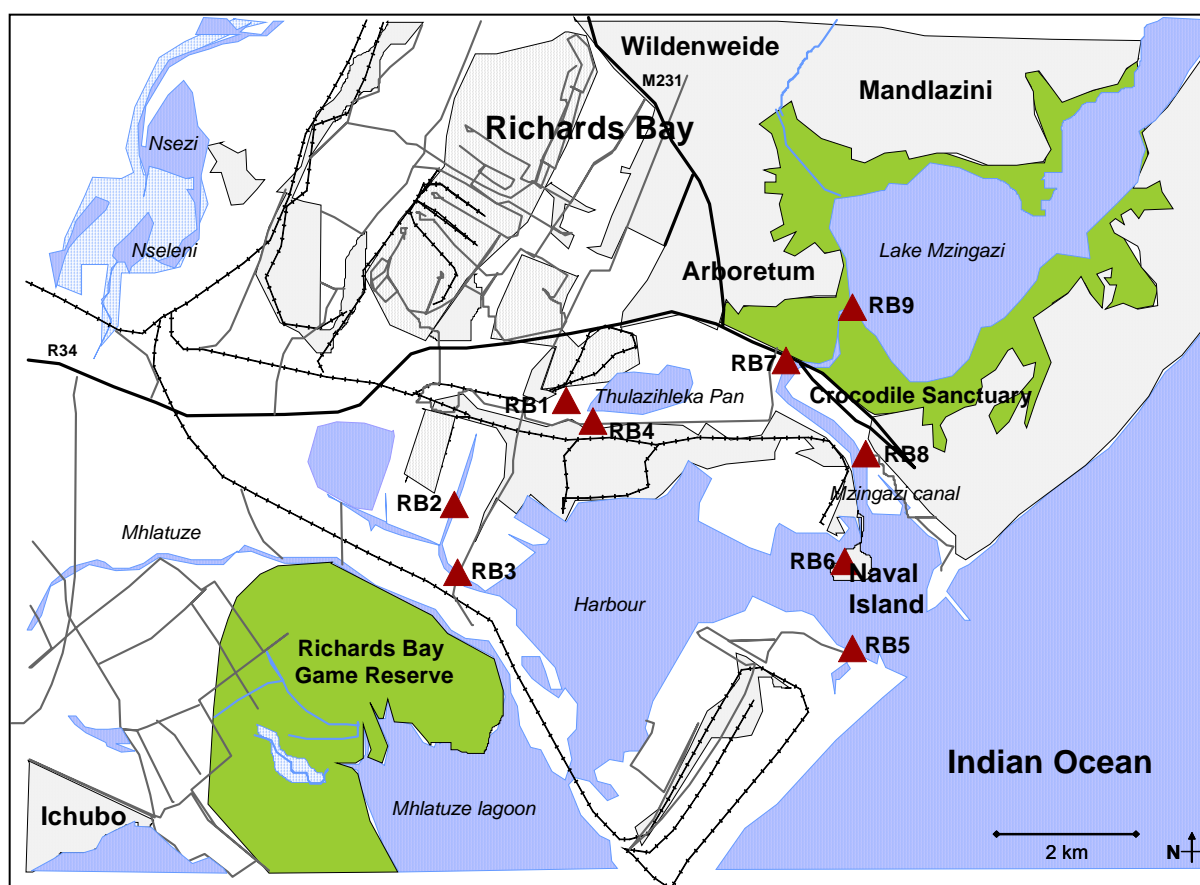 Wildenweide
M231
Mandlazini
Richards Bay
Nsezi
Nseleni
Lake Mzingazi
Arboretum
RB9
R34
RB7
Thulazihleka Pan
Crocodile Sanctuary
RB1
RB4
RB8
Mzingazi canal
RB2
Mhlatuze
RB3
RB6
Naval
Island
Harbour
RB5
Richards Bay
Game Reserve
Indian Ocean
Mhlatuze lagoon
Ichubo
2 km
N